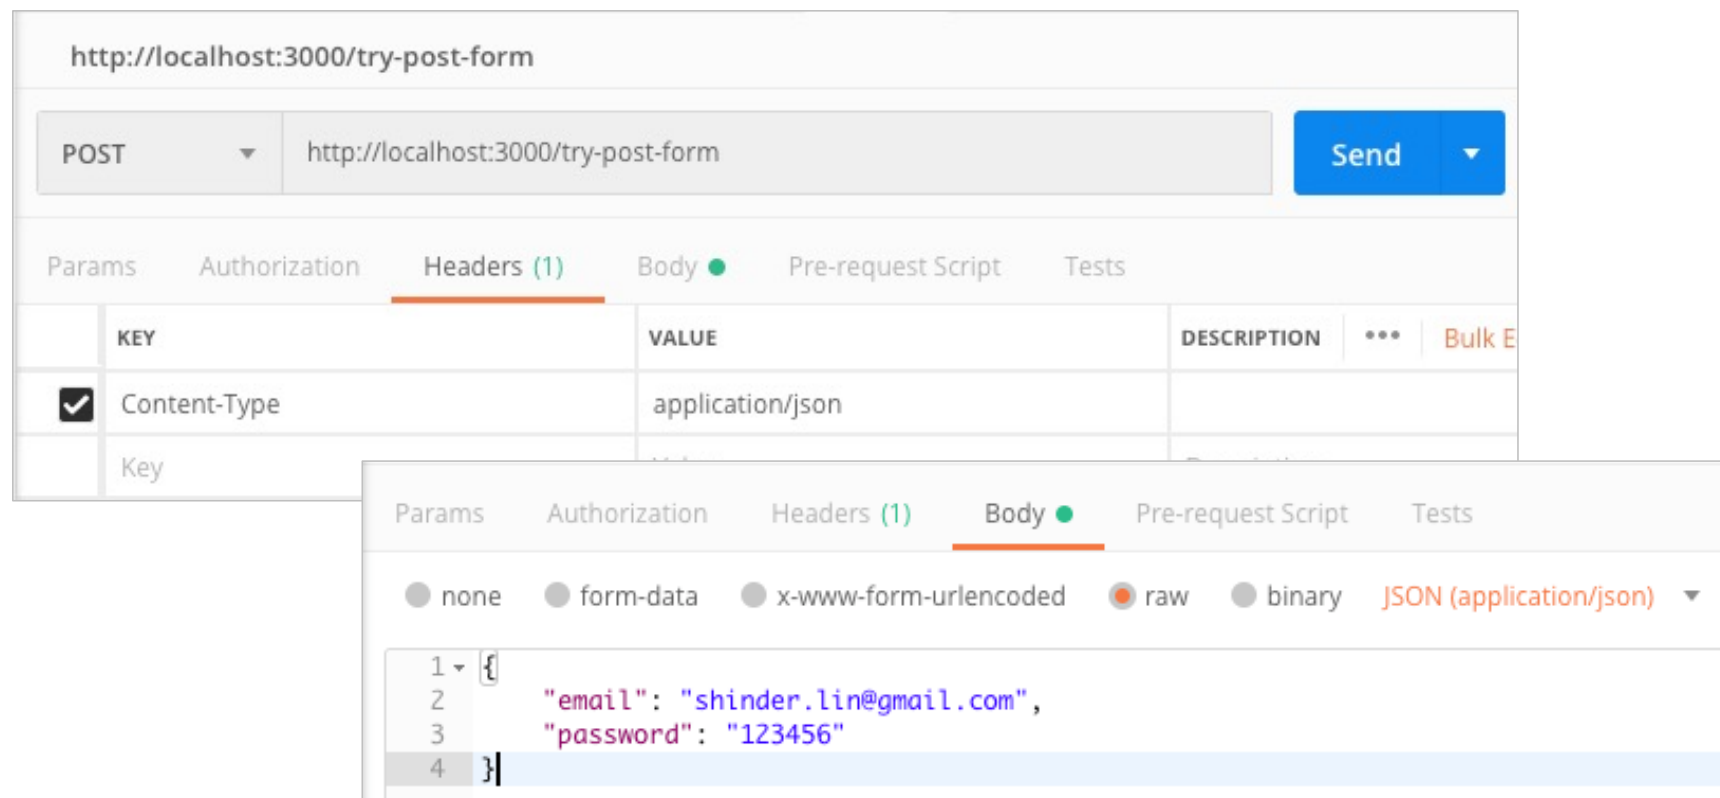 http://localhost:3000/try-post-form
POST http://localhost:3000/try-post-form Send
Params Authorization Headers (1) Body Pre-request Script Tests
KEY VALUE DESCRIPTION ••• Bulk E
Content-Type application/json
Key
Params Authorization Headers (1) Body Pre-request Script Tests
none form-data x-www-form-urlencoded raw binary JSON (application/json)
1 {
2 "email": "shinder.lin@gmail.com",
3 "password": "123456"
4 }